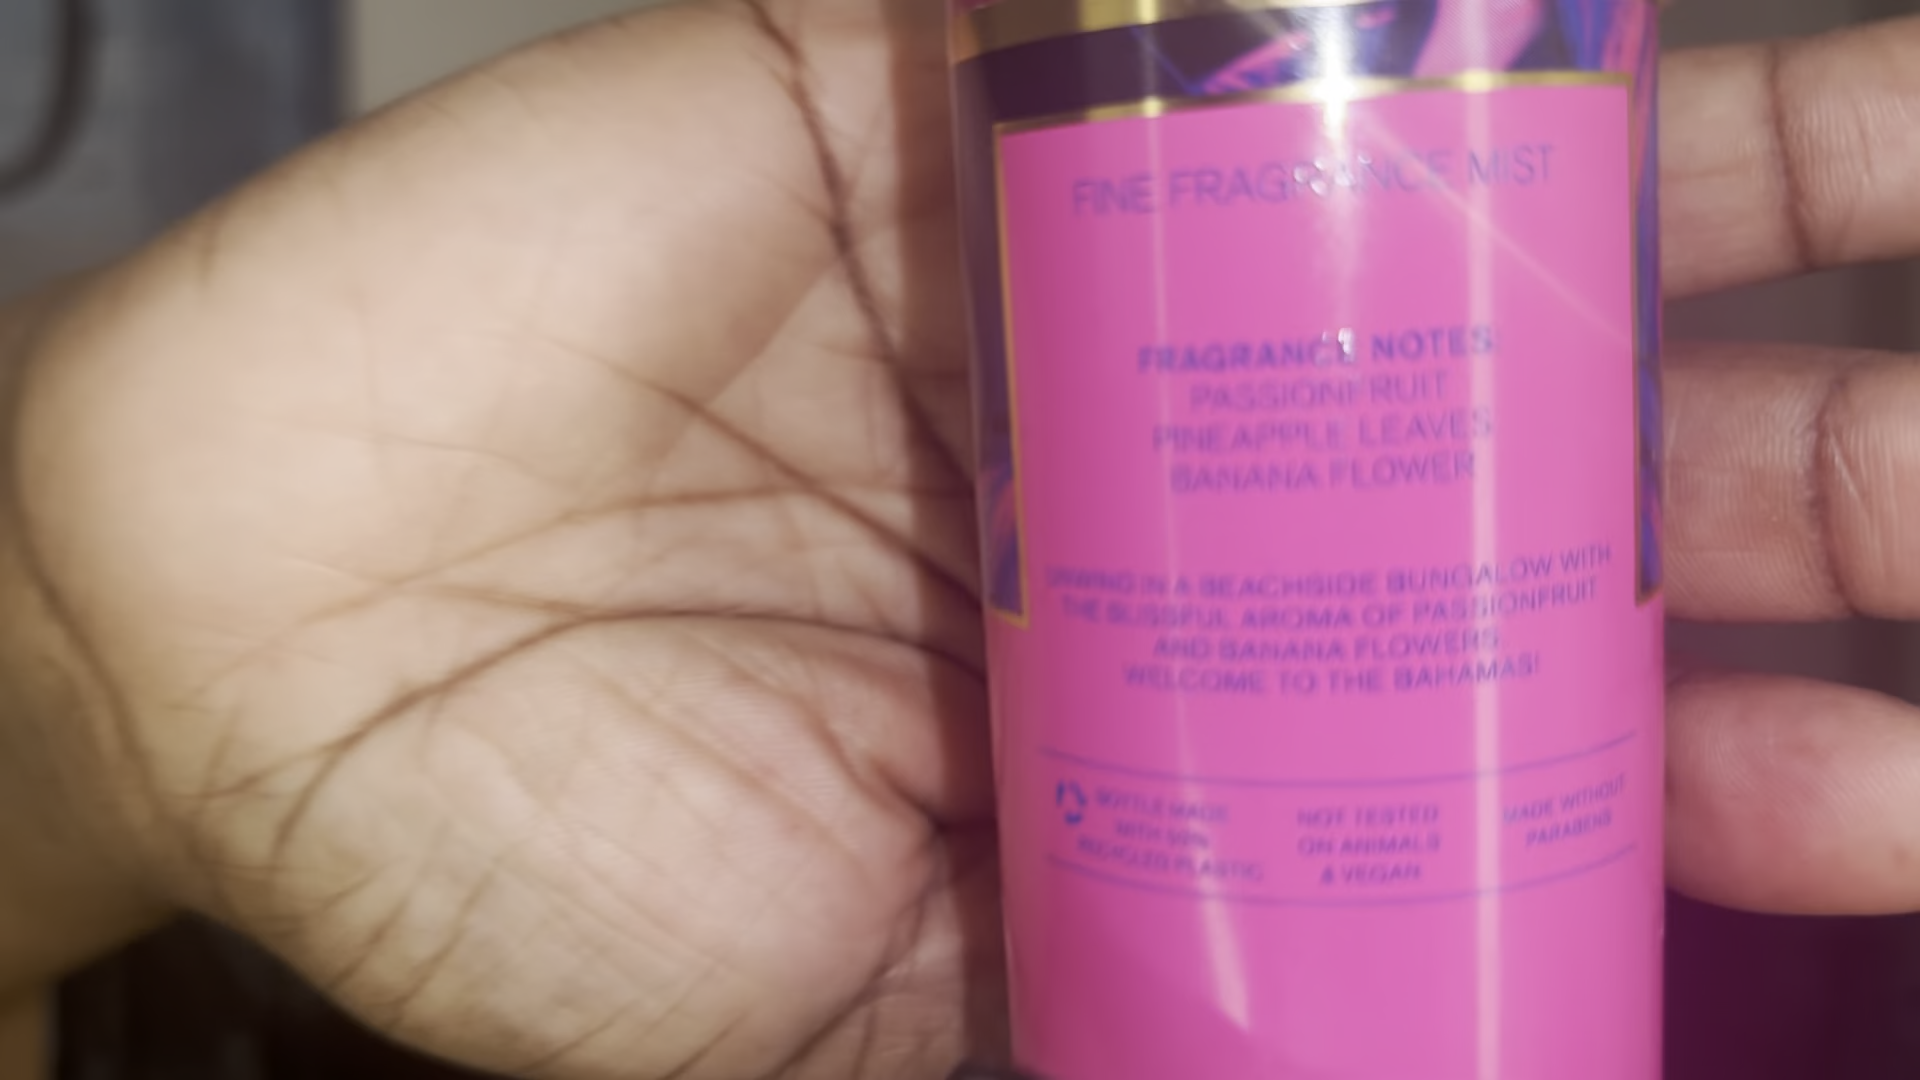 FINE FRAGRANCE MIST
FRAGRANCE NOTES:
PASSIONFRUIT
PINEAPPLE LEAVES
BANANA FLOWER
IN A BEACHSIDE BUNGALOW WITH
THE BLISSFUL AROMA OF PASSIONFRUIT
AND BANANA FLOWERS.
WELCOME TO THE BAHAMAS!
BOTTLE MADE
WITH 50%
RECYCLED PLASTIC
NOT TESTED
ON ANIMALS
& VEGAN
MADE WITHOUT
PARABENS